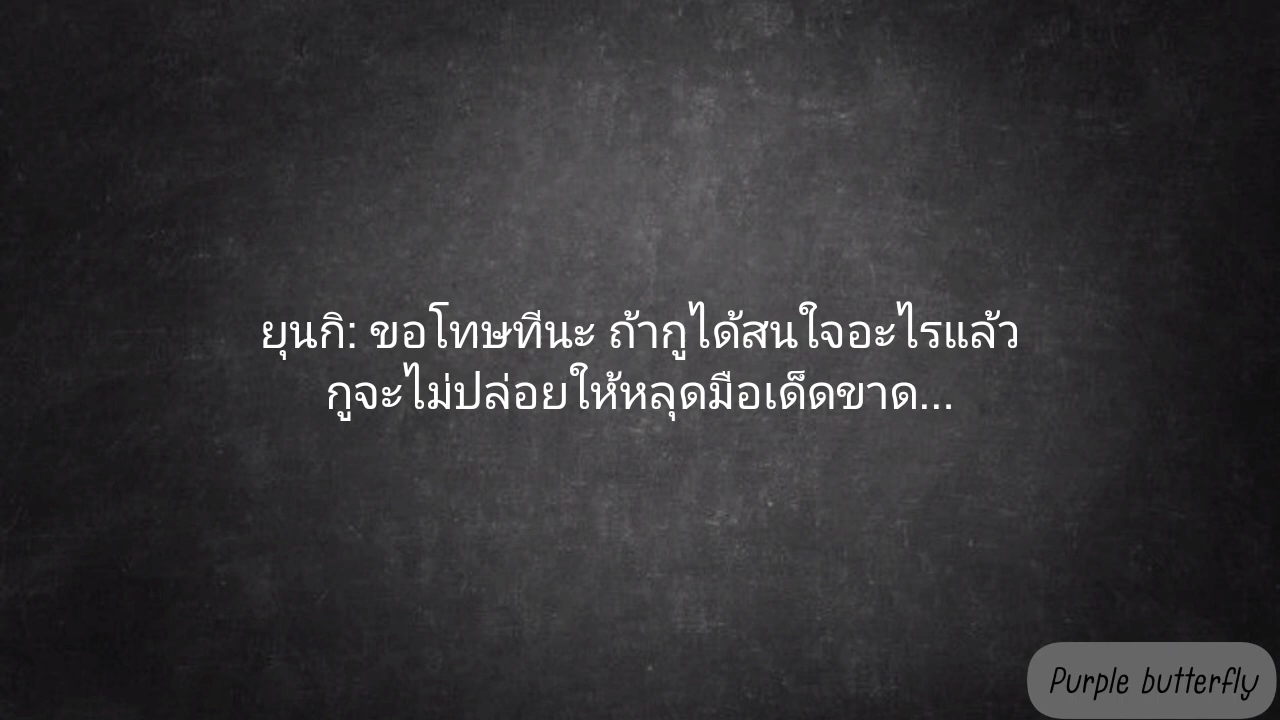 ยุนกิ: ขอโทษทีนะ ถ้ากูได้สนใจอะไรแล้ว
กูจะไม่ปล่อยให้หลุดมือเด็ดขาด...
Purple butterfly